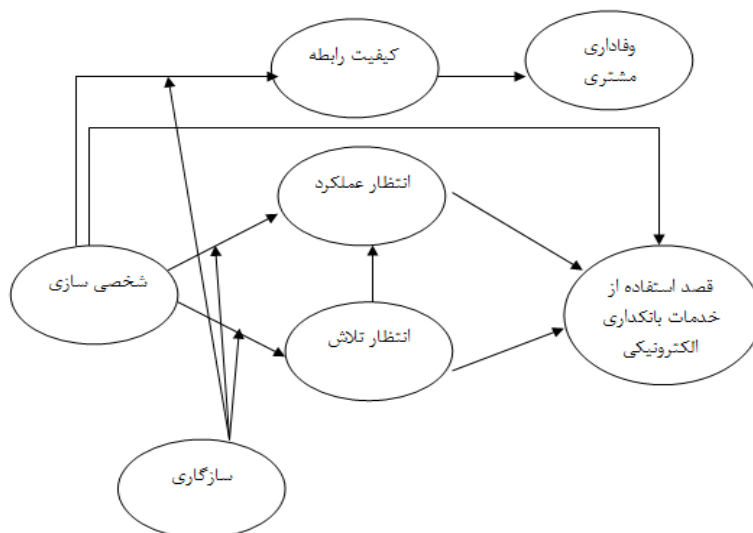 کیفیت رابطه
وفاداری
مشتری
انتظار عملکرد
شخصی سازی
قصد استفاده از
خدمات بانکداری
الکترونیکی
انتظار تلاش
سازگاری